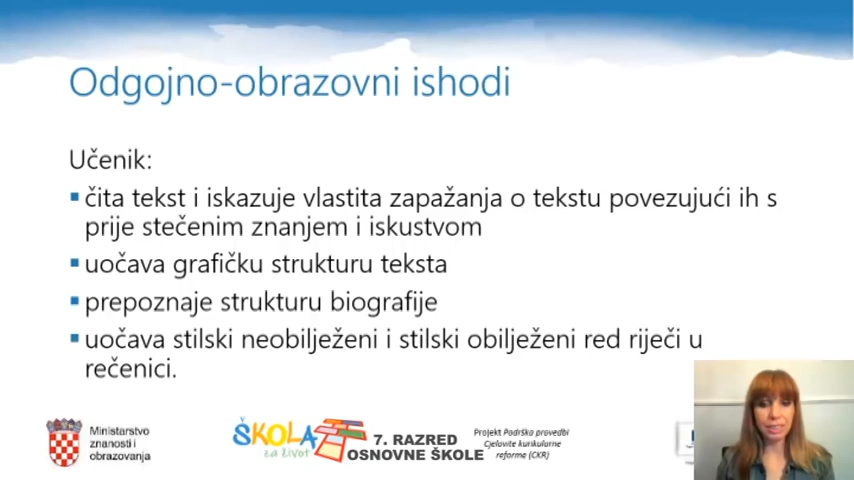 Odgojno-obrazovni ishodi
Učenik:
▪ čita tekst i iskazuje vlastita zapažanja o tekstu povezujući ih s
prije stečenim znanjem i iskustvom
▪ uočava grafičku strukturu teksta
▪ prepoznaje strukturu biografije
▪ uočava stilski neobilježeni i stilski obilježeni red riječi u
rečenici.
Ministarstvo
znanosti i
obrazovanja
ŠKOLA
za život
7. RAZRED
OSNOVNE ŠKOLE
Projekt Podrška provedbi
Cjelovite kurikularne
reforme (CKR)